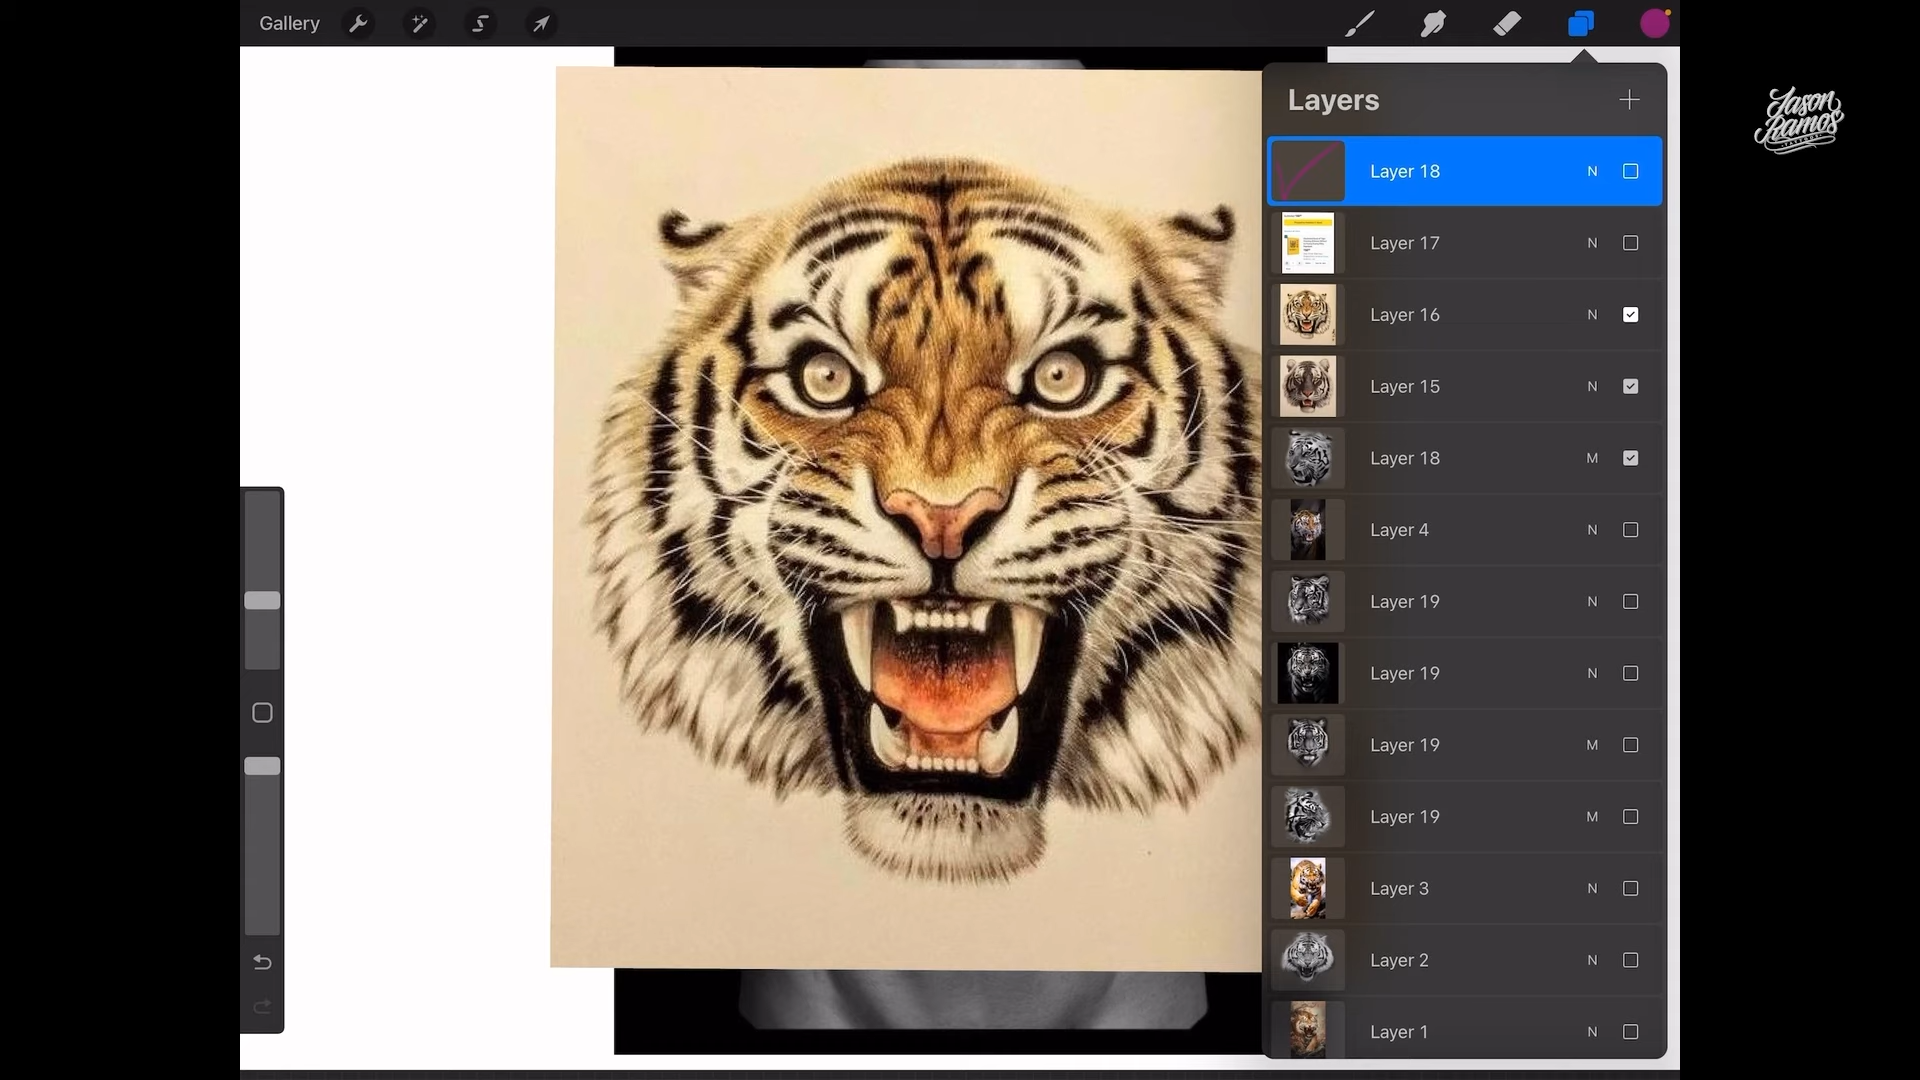 Gallery
Jason
Ramos
TATTOOS
Layers
Layer 18 N
Layer 17 N
Layer 16 N
Layer 15 N
Layer 18 M
Layer 4 N
Layer 19 N
Layer 19 N
Layer 19 M
Layer 19 M
Layer 3 N
Layer 2 N
Layer 1 N